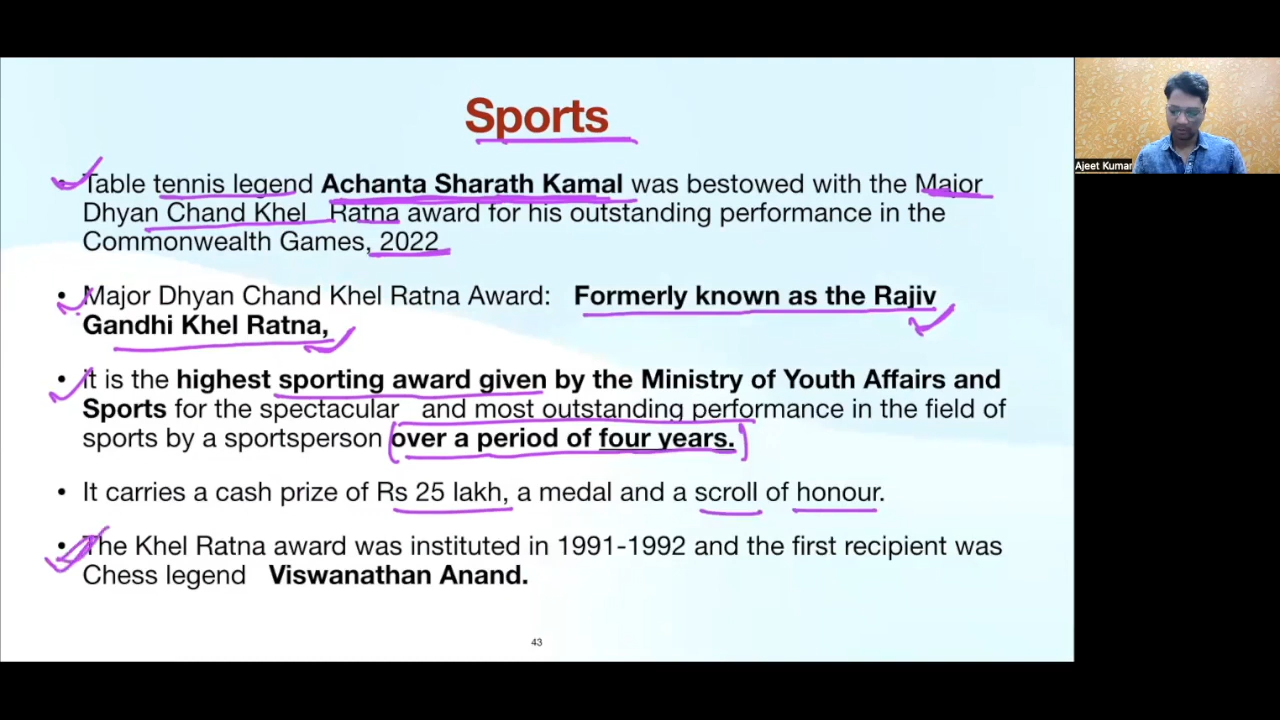 Sports
• Table tennis legend Achanta Sharath Kamal was bestowed with the Major
Dhyan Chand Khel Ratna award for his outstanding performance in the
Commonwealth Games, 2022
• Major Dhyan Chand Khel Ratna Award: Formerly known as the Rajiv
Gandhi Khel Ratna,
• It is the highest sporting award given by the Ministry of Youth Affairs and
Sports for the spectacular and most outstanding performance in the field of
sports by a sportsperson over a period of four years.
• It carries a cash prize of Rs 25 lakh, a medal and a scroll of honour.
• The Khel Ratna award was instituted in 1991-1992 and the first recipient was
Chess legend Viswanathan Anand.
43
Ajeet Kumar